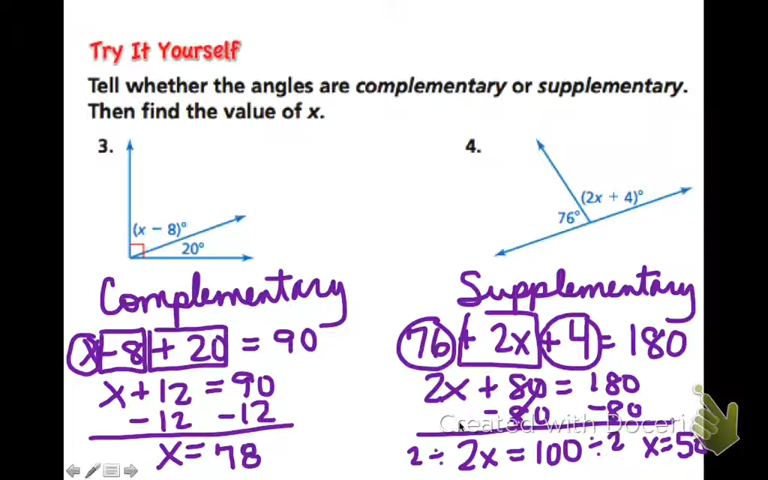 Try It Yourself
Tell whether the angles are complementary or supplementary.
Then find the value of x.
3.
(x − 8)°
20°
Complementary
x - 8 + 20 = 90
x + 12 = 90
- 12 - 12
x = 78
4.
(2x + 4)°
76°
Supplementary
76 + 2x + 4 = 180
2x + 80 = 180
- 80 - 80
Created with Doceri
2 ÷ 2x = 100 ÷ 2 x = 50